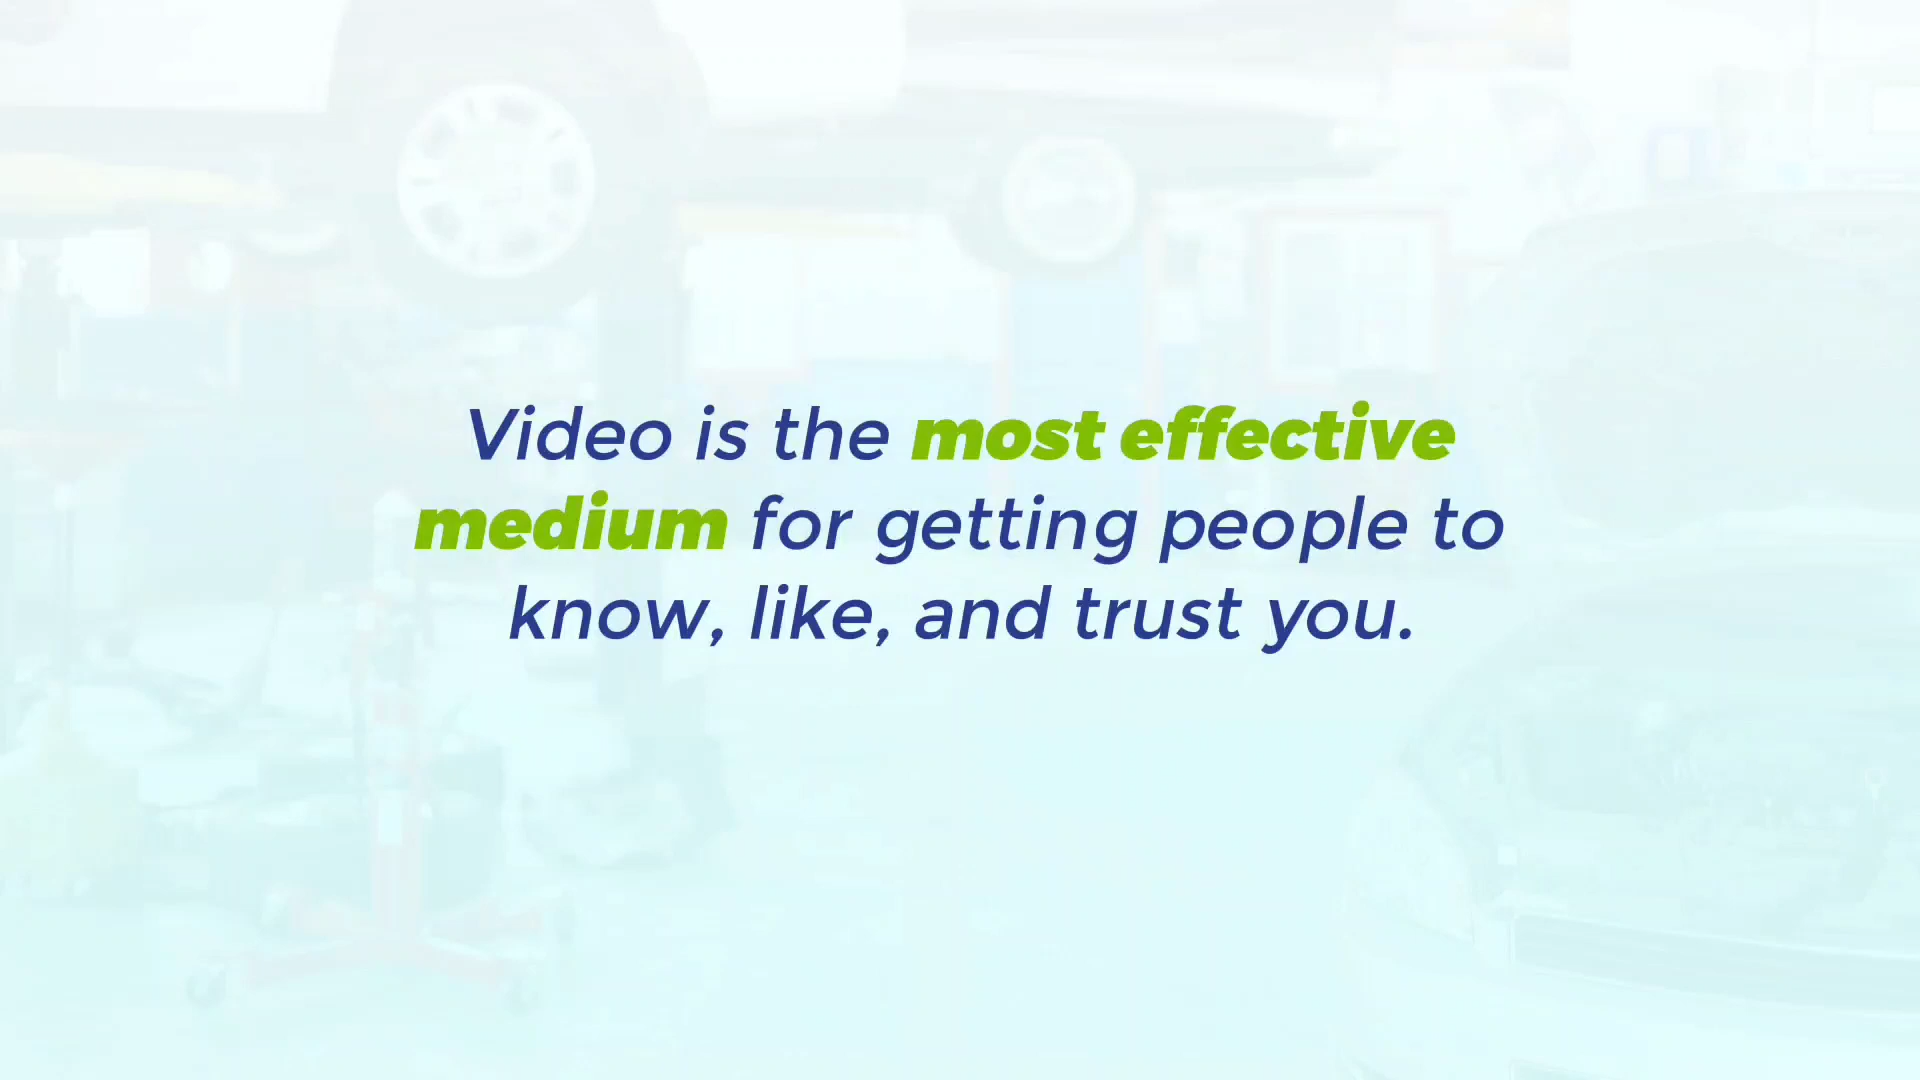 Video is the most effective
medium for getting people to
know, like, and trust you.